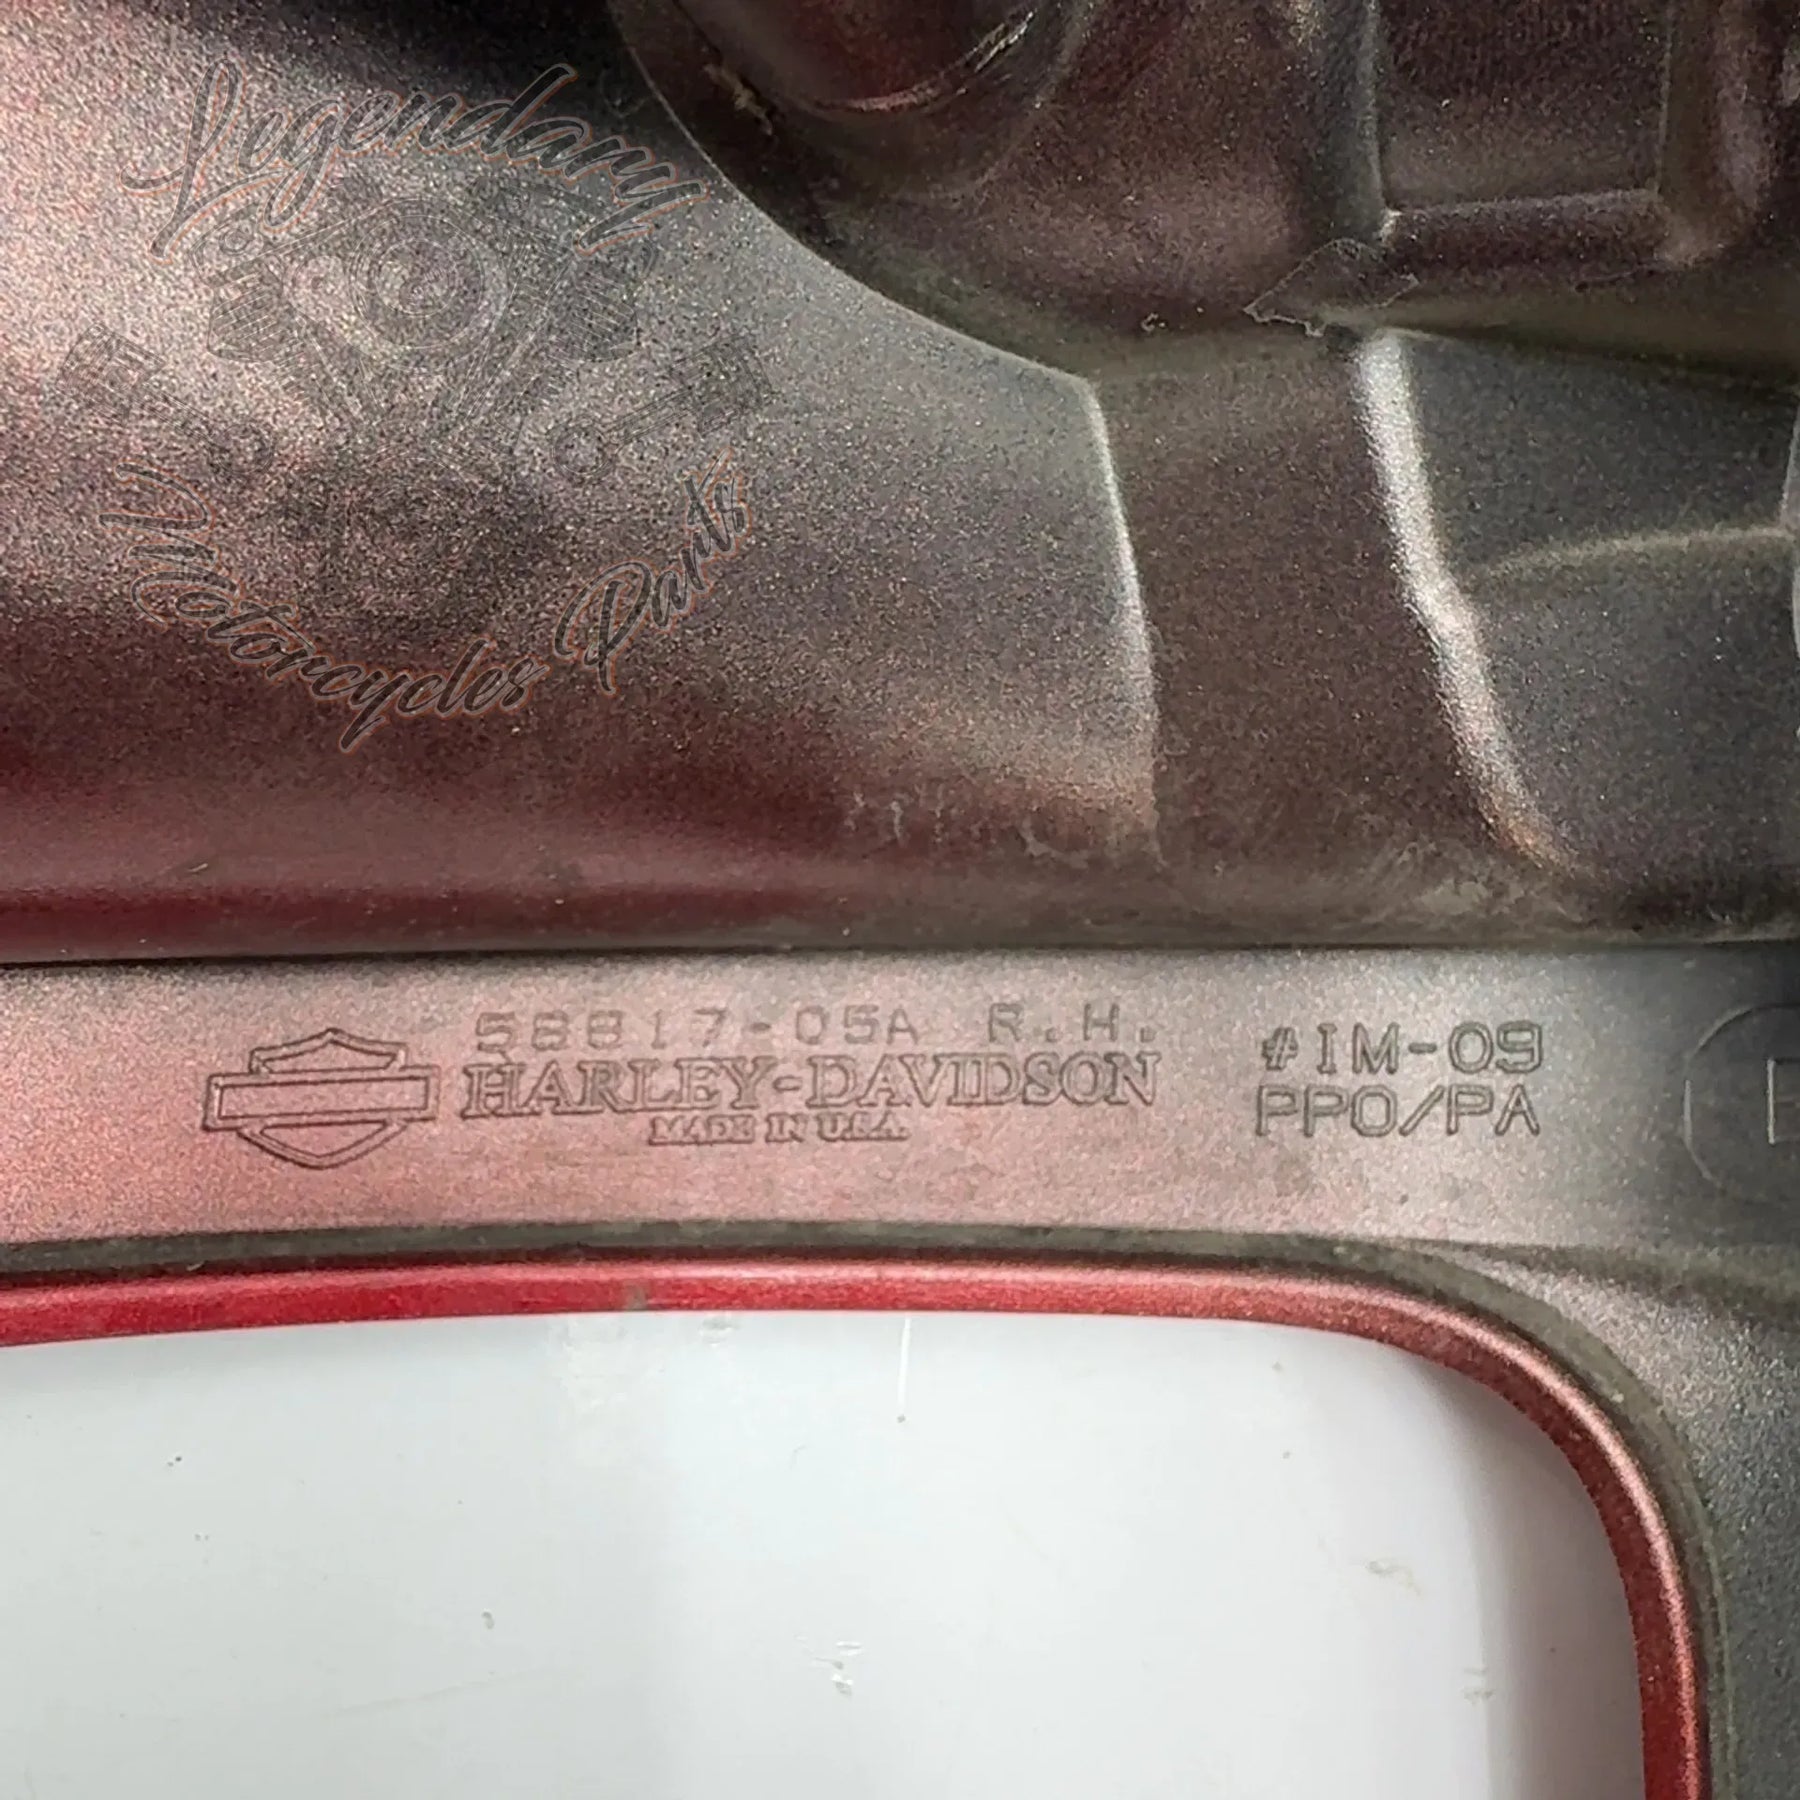 Legendary
Motorcycles Parts
58817-05A R.H.
HARLEY-DAVIDSON
MADE IN U.S.A.
#IM-09
PPO/PA